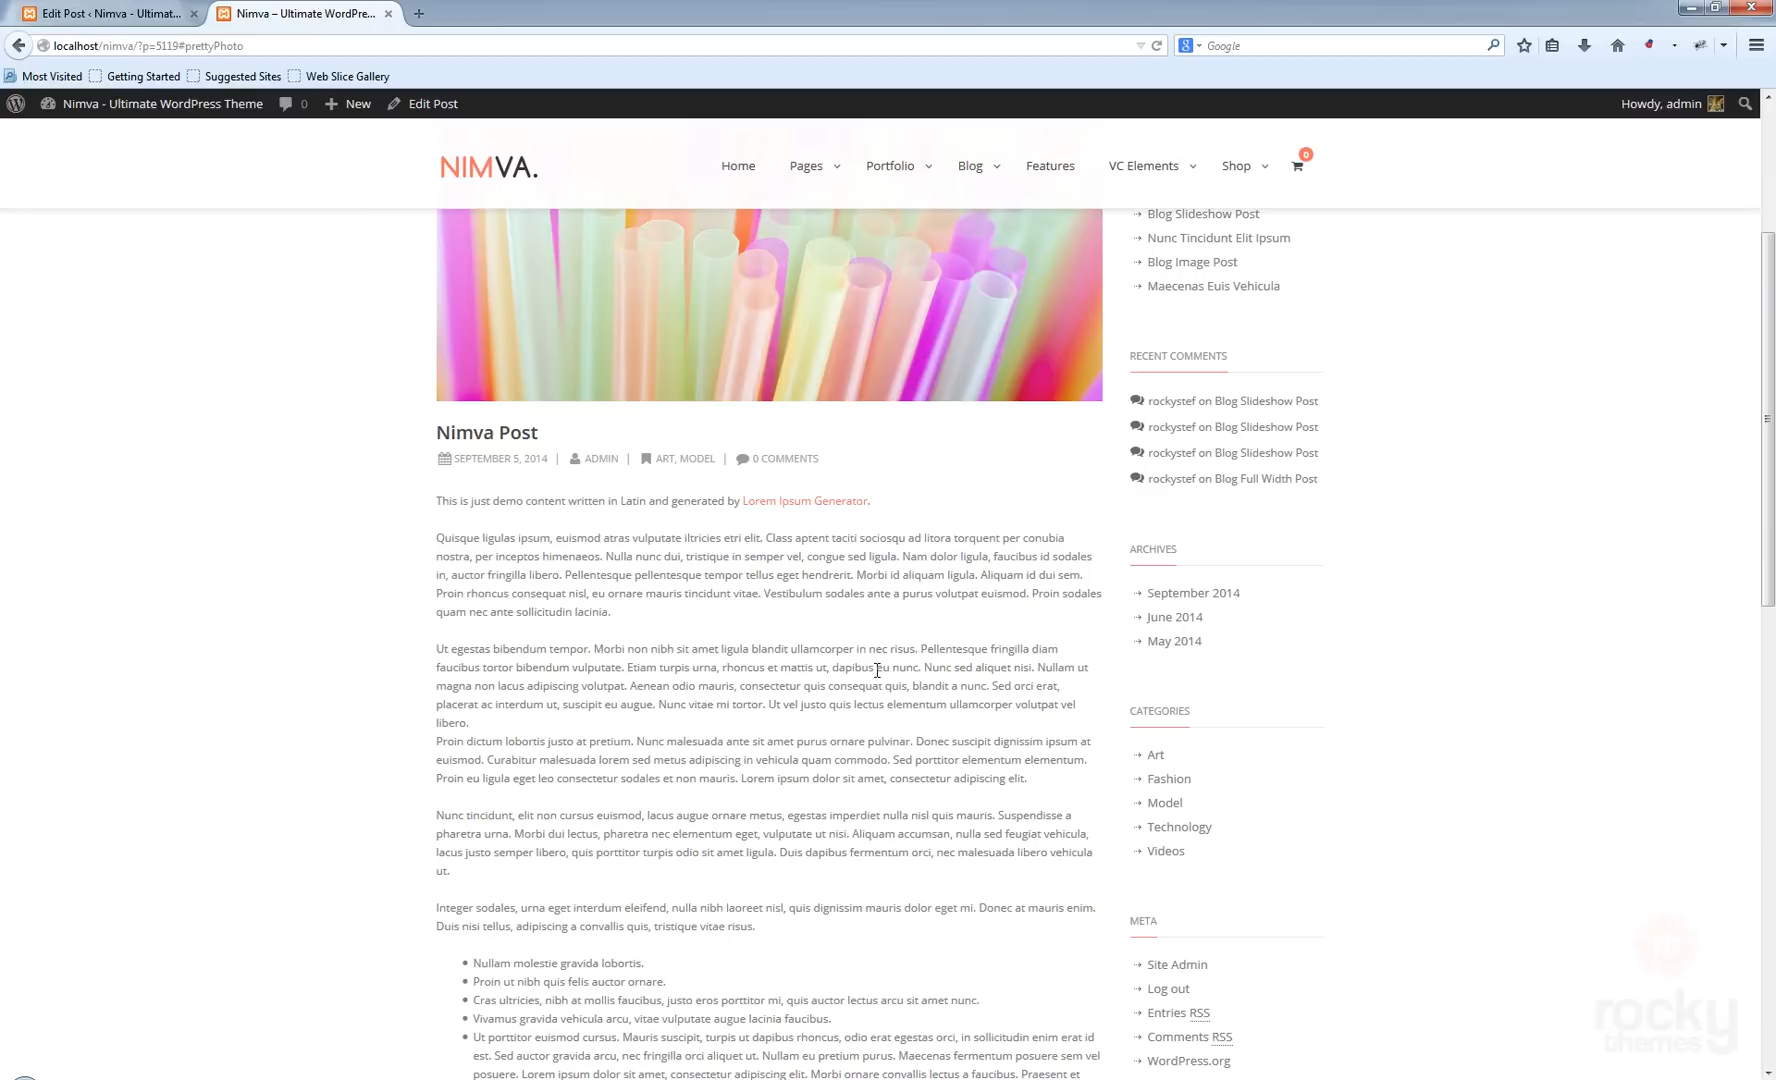 Edit Post ‹ Nimva - Ultimat...
Nimva – Ultimate WordPre...
localhost/nimva/?p=5119#prettyPhoto
Google
Most Visited
Getting Started
Suggested Sites
Web Slice Gallery
Nimva - Ultimate WordPress Theme
0
New
Edit Post
Howdy, admin
NIMVA.
Home
Pages
Portfolio
Blog
Features
VC Elements
Shop
0
Nimva Post
SEPTEMBER 5, 2014 | ADMIN | ART, MODEL | 0 COMMENTS
This is just demo content written in Latin and generated by Lorem Ipsum Generator.
Quisque ligulas ipsum, euismod atras vulputate iltricies etri elit. Class aptent taciti sociosqu ad litora torquent per conubia
nostra, per inceptos himenaeos. Nulla nunc dui, tristique in semper vel, congue sed ligula. Nam dolor ligula, faucibus id sodales
in, auctor fringilla libero. Pellentesque pellentesque tempor tellus eget hendrerit. Morbi id aliquam ligula. Aliquam id dui sem.
Proin rhoncus consequat nisl, eu ornare mauris tincidunt vitae. Vestibulum sodales ante a purus volutpat euismod. Proin sodales
quam nec ante sollicitudin lacinia.
Ut egestas bibendum tempor. Morbi non nibh sit amet ligula blandit ullamcorper in nec risus. Pellentesque fringilla diam
faucibus tortor bibendum vulputate. Etiam turpis urna, rhoncus et mattis ut, dapibus eu nunc. Nunc sed aliquet nisi. Nullam ut
magna non lacus adipiscing volutpat. Aenean odio mauris, consectetur quis consequat quis, blandit a nunc. Sed orci erat,
placerat ac interdum ut, suscipit eu augue. Nunc vitae mi tortor. Ut vel justo quis lectus elementum ullamcorper volutpat vel
libero.
Proin dictum lobortis justo at pretium. Nunc malesuada ante sit amet purus ornare pulvinar. Donec suscipit dignissim ipsum at
euismod. Curabitur malesuada lorem sed metus adipiscing in vehicula quam commodo. Sed porttitor elementum elementum.
Proin eu ligula eget leo consectetur sodales et non mauris. Lorem ipsum dolor sit amet, consectetur adipiscing elit.
Nunc tincidunt, elit non cursus euismod, lacus augue ornare metus, egestas imperdiet nulla nisl quis mauris. Suspendisse a
pharetra urna. Morbi dui lectus, pharetra nec elementum eget, vulputate ut nisi. Aliquam accumsan, nulla sed feugiat vehicula,
lacus justo semper libero, quis porttitor turpis odio sit amet ligula. Duis dapibus fermentum orci, nec malesuada libero vehicula
ut.
Integer sodales, urna eget interdum eleifend, nulla nibh laoreet nisl, quis dignissim mauris dolor eget mi. Donec at mauris enim.
Duis nisi tellus, adipiscing a convallis quis, tristique vitae risus.
Nullam molestie gravida lobortis.
Proin ut nibh quis felis auctor ornare.
Cras ultricies, nibh at mollis faucibus, justo eros porttitor mi, quis auctor lectus arcu sit amet nunc.
Vivamus gravida vehicula arcu, vitae vulputate augue lacinia faucibus.
Ut porttitor euismod cursus. Mauris suscipit, turpis ut dapibus rhoncus, odio erat egestas orci, in sollicitudin enim erat id
est. Sed auctor gravida arcu, nec fringilla orci aliquet ut. Nullam eu pretium purus. Maecenas fermentum posuere sem vel
posuere. Lorem ipsum dolor sit amet, consectetur adipiscing elit. Morbi ornare convallis lectus a faucibus. Praesent et
Blog Slideshow Post
Nunc Tincidunt Elit Ipsum
Blog Image Post
Maecenas Euis Vehicula
RECENT COMMENTS
rockystef on Blog Slideshow Post
rockystef on Blog Slideshow Post
rockystef on Blog Slideshow Post
rockystef on Blog Full Width Post
ARCHIVES
September 2014
June 2014
May 2014
CATEGORIES
Art
Fashion
Model
Technology
Videos
META
Site Admin
Log out
Entries RSS
Comments RSS
WordPress.org
rocky
themes